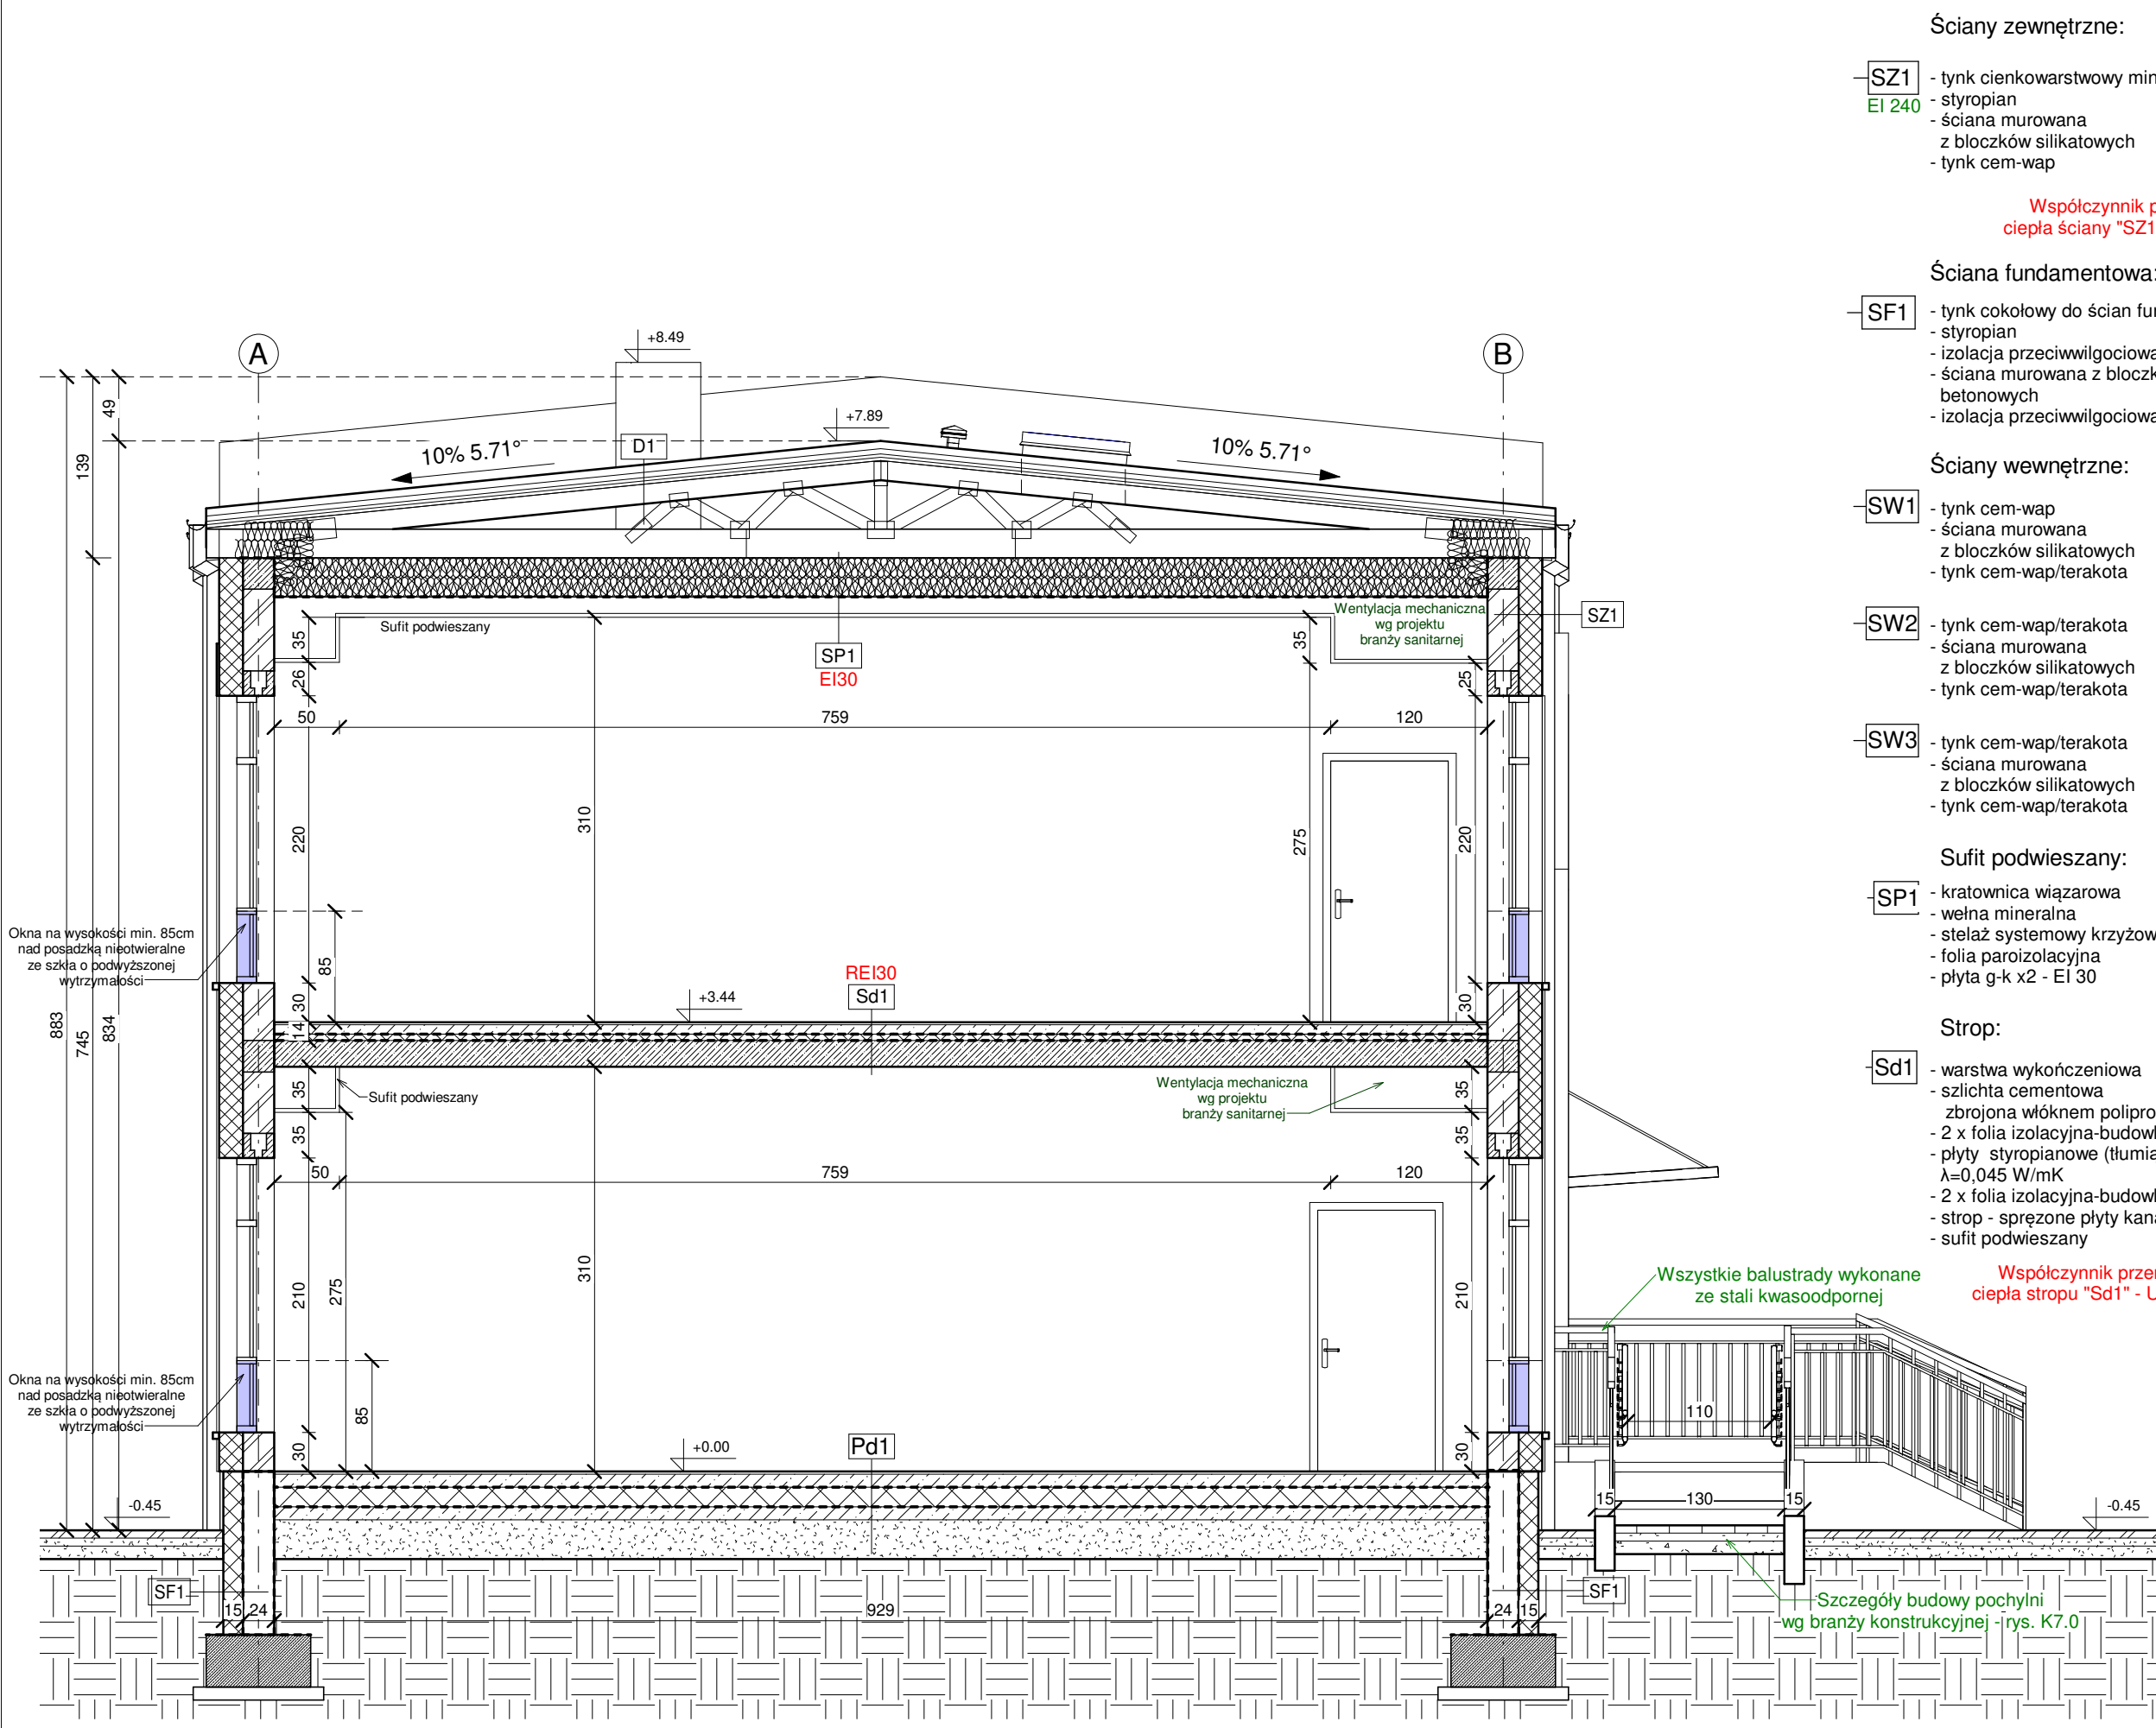 Ściany zewnętrzne:
SZ1
EI 240
- tynk cienkowarstwowy min
- styropian
- ściana murowana
z bloczków silikatowych
- tynk cem-wap
Współczynnik p
ciepła ściany "SZ1
Ściana fundamentowa:
SF1
- tynk cokołowy do ścian fu
- styropian
- izolacja przeciwwilgociowa
- ściana murowana z bloczk
betonowych
- izolacja przeciwwilgociowa
Ściany wewnętrzne:
SW1
- tynk cem-wap
- ściana murowana
z bloczków silikatowych
- tynk cem-wap/terakota
SW2
- tynk cem-wap/terakota
- ściana murowana
z bloczków silikatowych
- tynk cem-wap/terakota
SW3
- tynk cem-wap/terakota
- ściana murowana
z bloczków silikatowych
- tynk cem-wap/terakota
Sufit podwieszany:
SP1
- kratownica wiązarowa
- wełna mineralna
- stelaż systemowy krzyżow
- folia paroizolacyjna
- płyta g-k x2 - EI 30
Strop:
Sd1
- warstwa wykończeniowa
- szlichta cementowa
zbrojona włóknem polipro
- 2 x folia izolacyjna-budowl
- płyty styropianowe (tłumia
λ=0,045 W/mK
- 2 x folia izolacyjna-budowl
- strop - spręzone płyty kana
- sufit podwieszany
Współczynnik przen
ciepła stropu "Sd1" - U
A
B
+8.49
+7.89
D1
10% 5.71°
10% 5.71°
49
139
883
745
834
Sufit podwieszany
SP1
EI30
Wentylacja mechaniczna
wg projektu
branży sanitarnej
SZ1
35
26
35
25
50
759
120
220
310
275
220
Okna na wysokości min. 85cm
nad posadzką nieotwieralne
ze szkła o podwyższonej
wytrzymałości
85
30
14
30
REI30
Sd1
+3.44
35
35
Sufit podwieszany
Wentylacja mechaniczna
wg projektu
branży sanitarnej
35
35
50
759
120
210
275
310
210
Wszystkie balustrady wykonane
ze stali kwasoodpornej
Okna na wysokości min. 85cm
nad posadzką nieotwieralne
ze szkła o podwyższonej
wytrzymałości
85
30
30
+0.00
Pd1
110
15
130
15
-0.45
-0.45
SF1
15
24
929
24
15
SF1
Szczegóły budowy pochylni
wg branży konstrukcyjnej - rys. K7.0